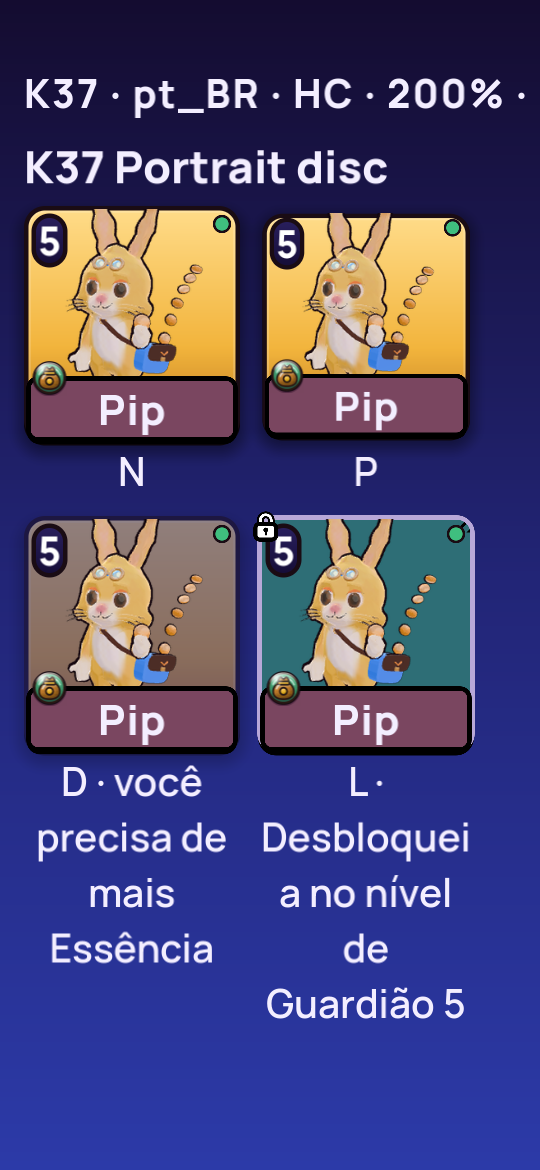 K37 · pt_BR · HC · 200% ·
K37 Portrait disc
5
5
Pip
Pip
N
P
5
5
Pip
Pip
D · você
precisa de
mais
Essência
L ·
Desbloquei
a no nível
de
Guardião 5